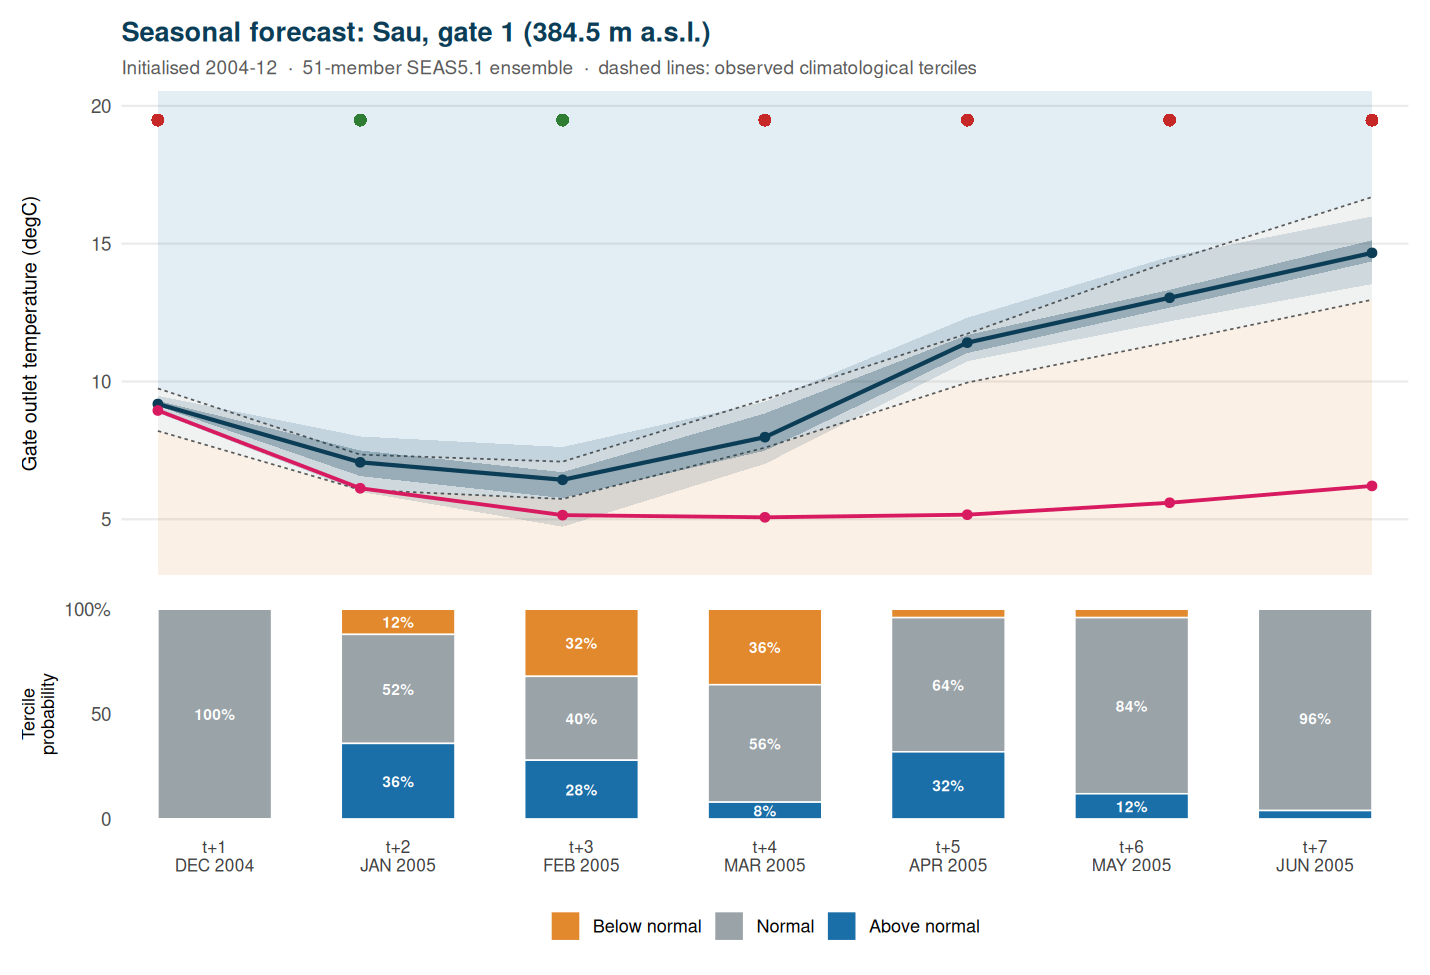 Seasonal forecast: Sau, gate 1 (384.5 m a.s.l.)
Initialised 2004-12 · 51-member SEAS5.1 ensemble · dashed lines: observed climatological terciles
Gate outlet temperature (degC)
20
15
10
5
Tercile
probability
100%
50
0
100%
12%
52%
36%
32%
40%
28%
36%
56%
8%
64%
32%
84%
12%
96%
t+1
DEC 2004
t+2
JAN 2005
t+3
FEB 2005
t+4
MAR 2005
t+5
APR 2005
t+6
MAY 2005
t+7
JUN 2005
Below normal
Normal
Above normal